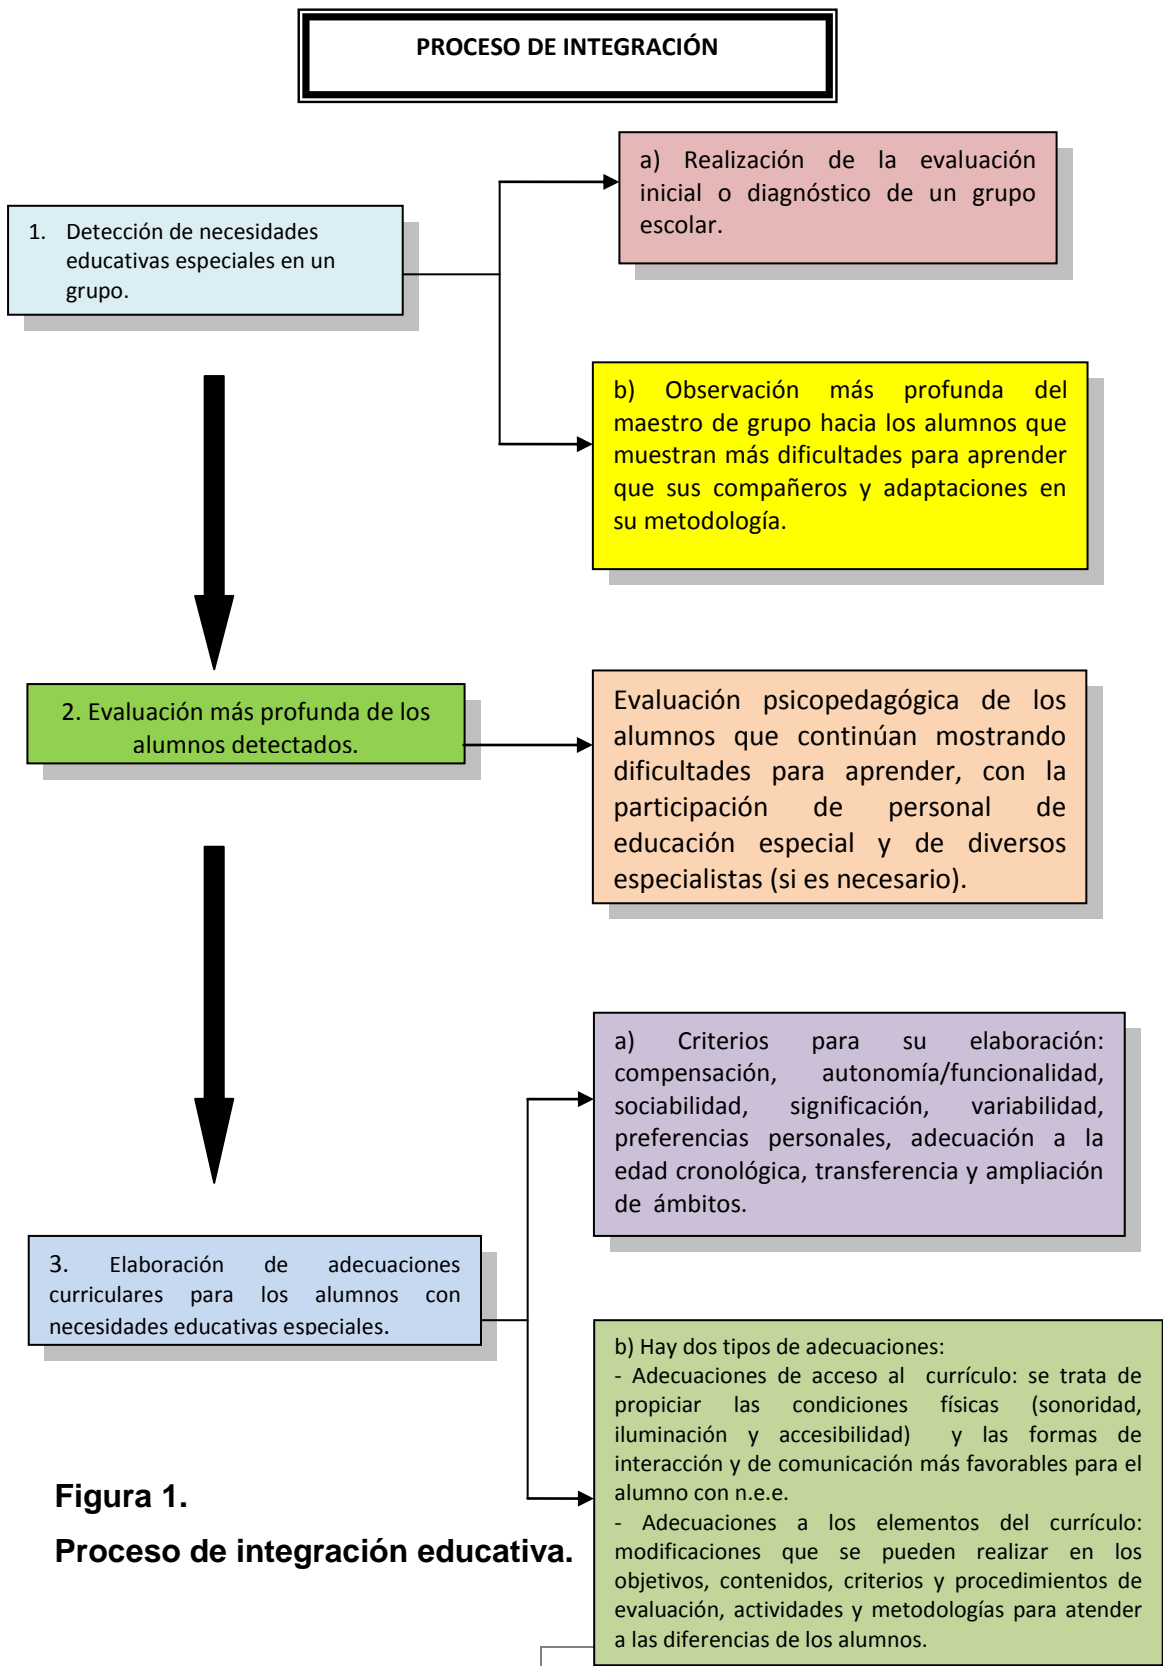 PROCESO DE INTEGRACIÓN
a) Realización de la evaluación
inicial o diagnóstico de un grupo
escolar.
1. Detección de necesidades
educativas especiales en un
grupo.
b) Observación más profunda del
maestro de grupo hacia los alumnos que
muestran más dificultades para aprender
que sus compañeros y adaptaciones en
su metodología.
2. Evaluación más profunda de los
alumnos detectados.
Evaluación psicopedagógica de los
alumnos que continúan mostrando
dificultades para aprender, con la
participación de personal de
educación especial y de diversos
especialistas (si es necesario).
a) Criterios para su elaboración:
compensación, autonomía/funcionalidad,
sociabilidad, significación, variabilidad,
preferencias personales, adecuación a la
edad cronológica, transferencia y ampliación
de ámbitos.
3. Elaboración de adecuaciones
curriculares para los alumnos con
necesidades educativas especiales.
b) Hay dos tipos de adecuaciones:
- Adecuaciones de acceso al currículo: se trata de
propiciar las condiciones físicas (sonoridad,
iluminación y accesibilidad) y las formas de
interacción y de comunicación más favorables para el
alumno con n.e.e.
- Adecuaciones a los elementos del currículo:
modificaciones que se pueden realizar en los
objetivos, contenidos, criterios y procedimientos de
evaluación, actividades y metodologías para atender
a las diferencias de los alumnos.
Figura 1.
Proceso de integración educativa.